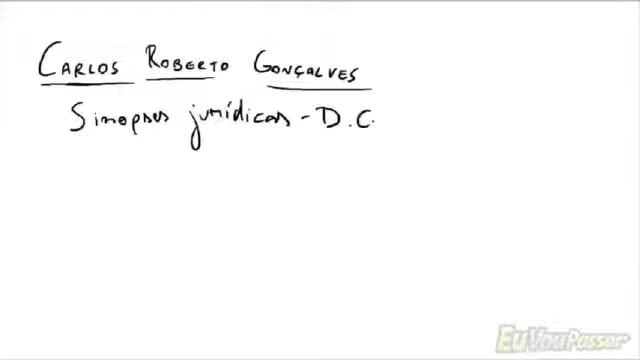 CARLOS ROBERTO GONÇALVES
Sinopses jurídicas - D.C.
EuVouPassar